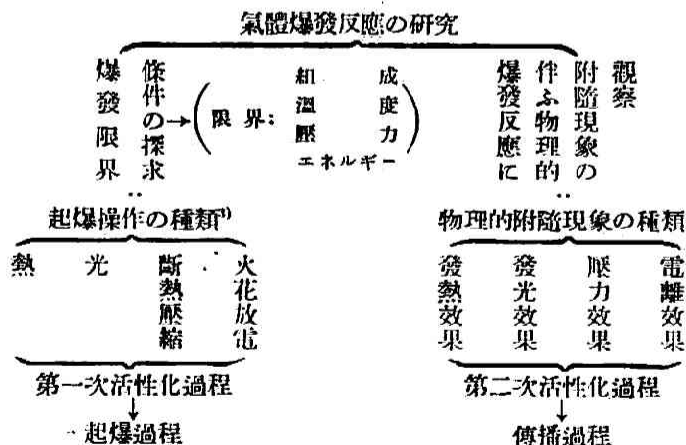 氣體爆發反應の研究
爆發限界
條件の探求
→
限界:
組成
溫度
壓力
エネルギー
爆發反應に
伴ふ物理的
附隨現象の
觀察
‥
起爆操作の種類¹⁾
熱
光
斷熱壓縮
火花放電
第一次活性化過程
↓
起爆過程
‥
物理的附隨現象の種類
發熱效果
發光效果
壓力效果
電離效果
第二次活性化過程
↓
傳播過程